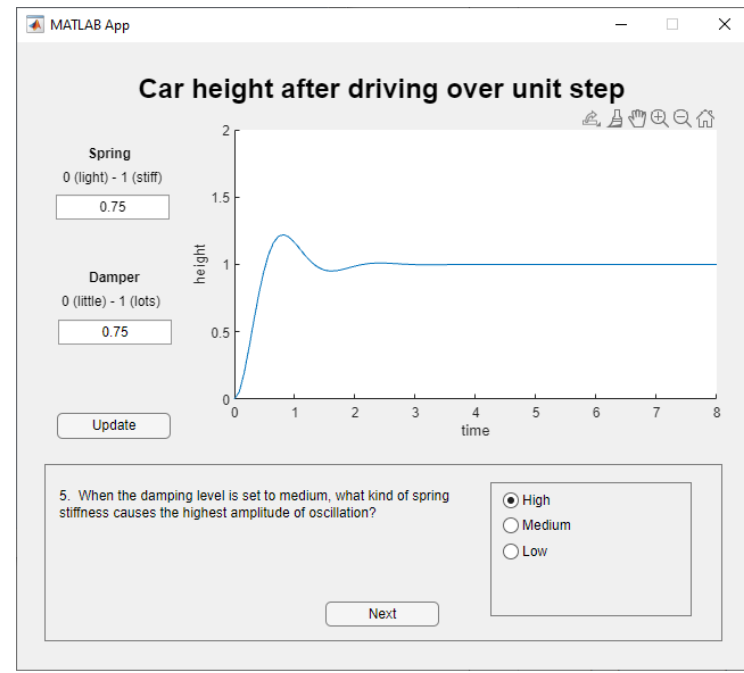 MATLAB App
Car height after driving over unit step
Spring
0 (light) - 1 (stiff)
0.75
Damper
0 (little) - 1 (lots)
0.75
Update
2
1.5
1
0.5
0
height
0 1 2 3 4 5 6 7 8
time
5. When the damping level is set to medium, what kind of spring
stiffness causes the highest amplitude of oscillation?
High
Medium
Low
Next